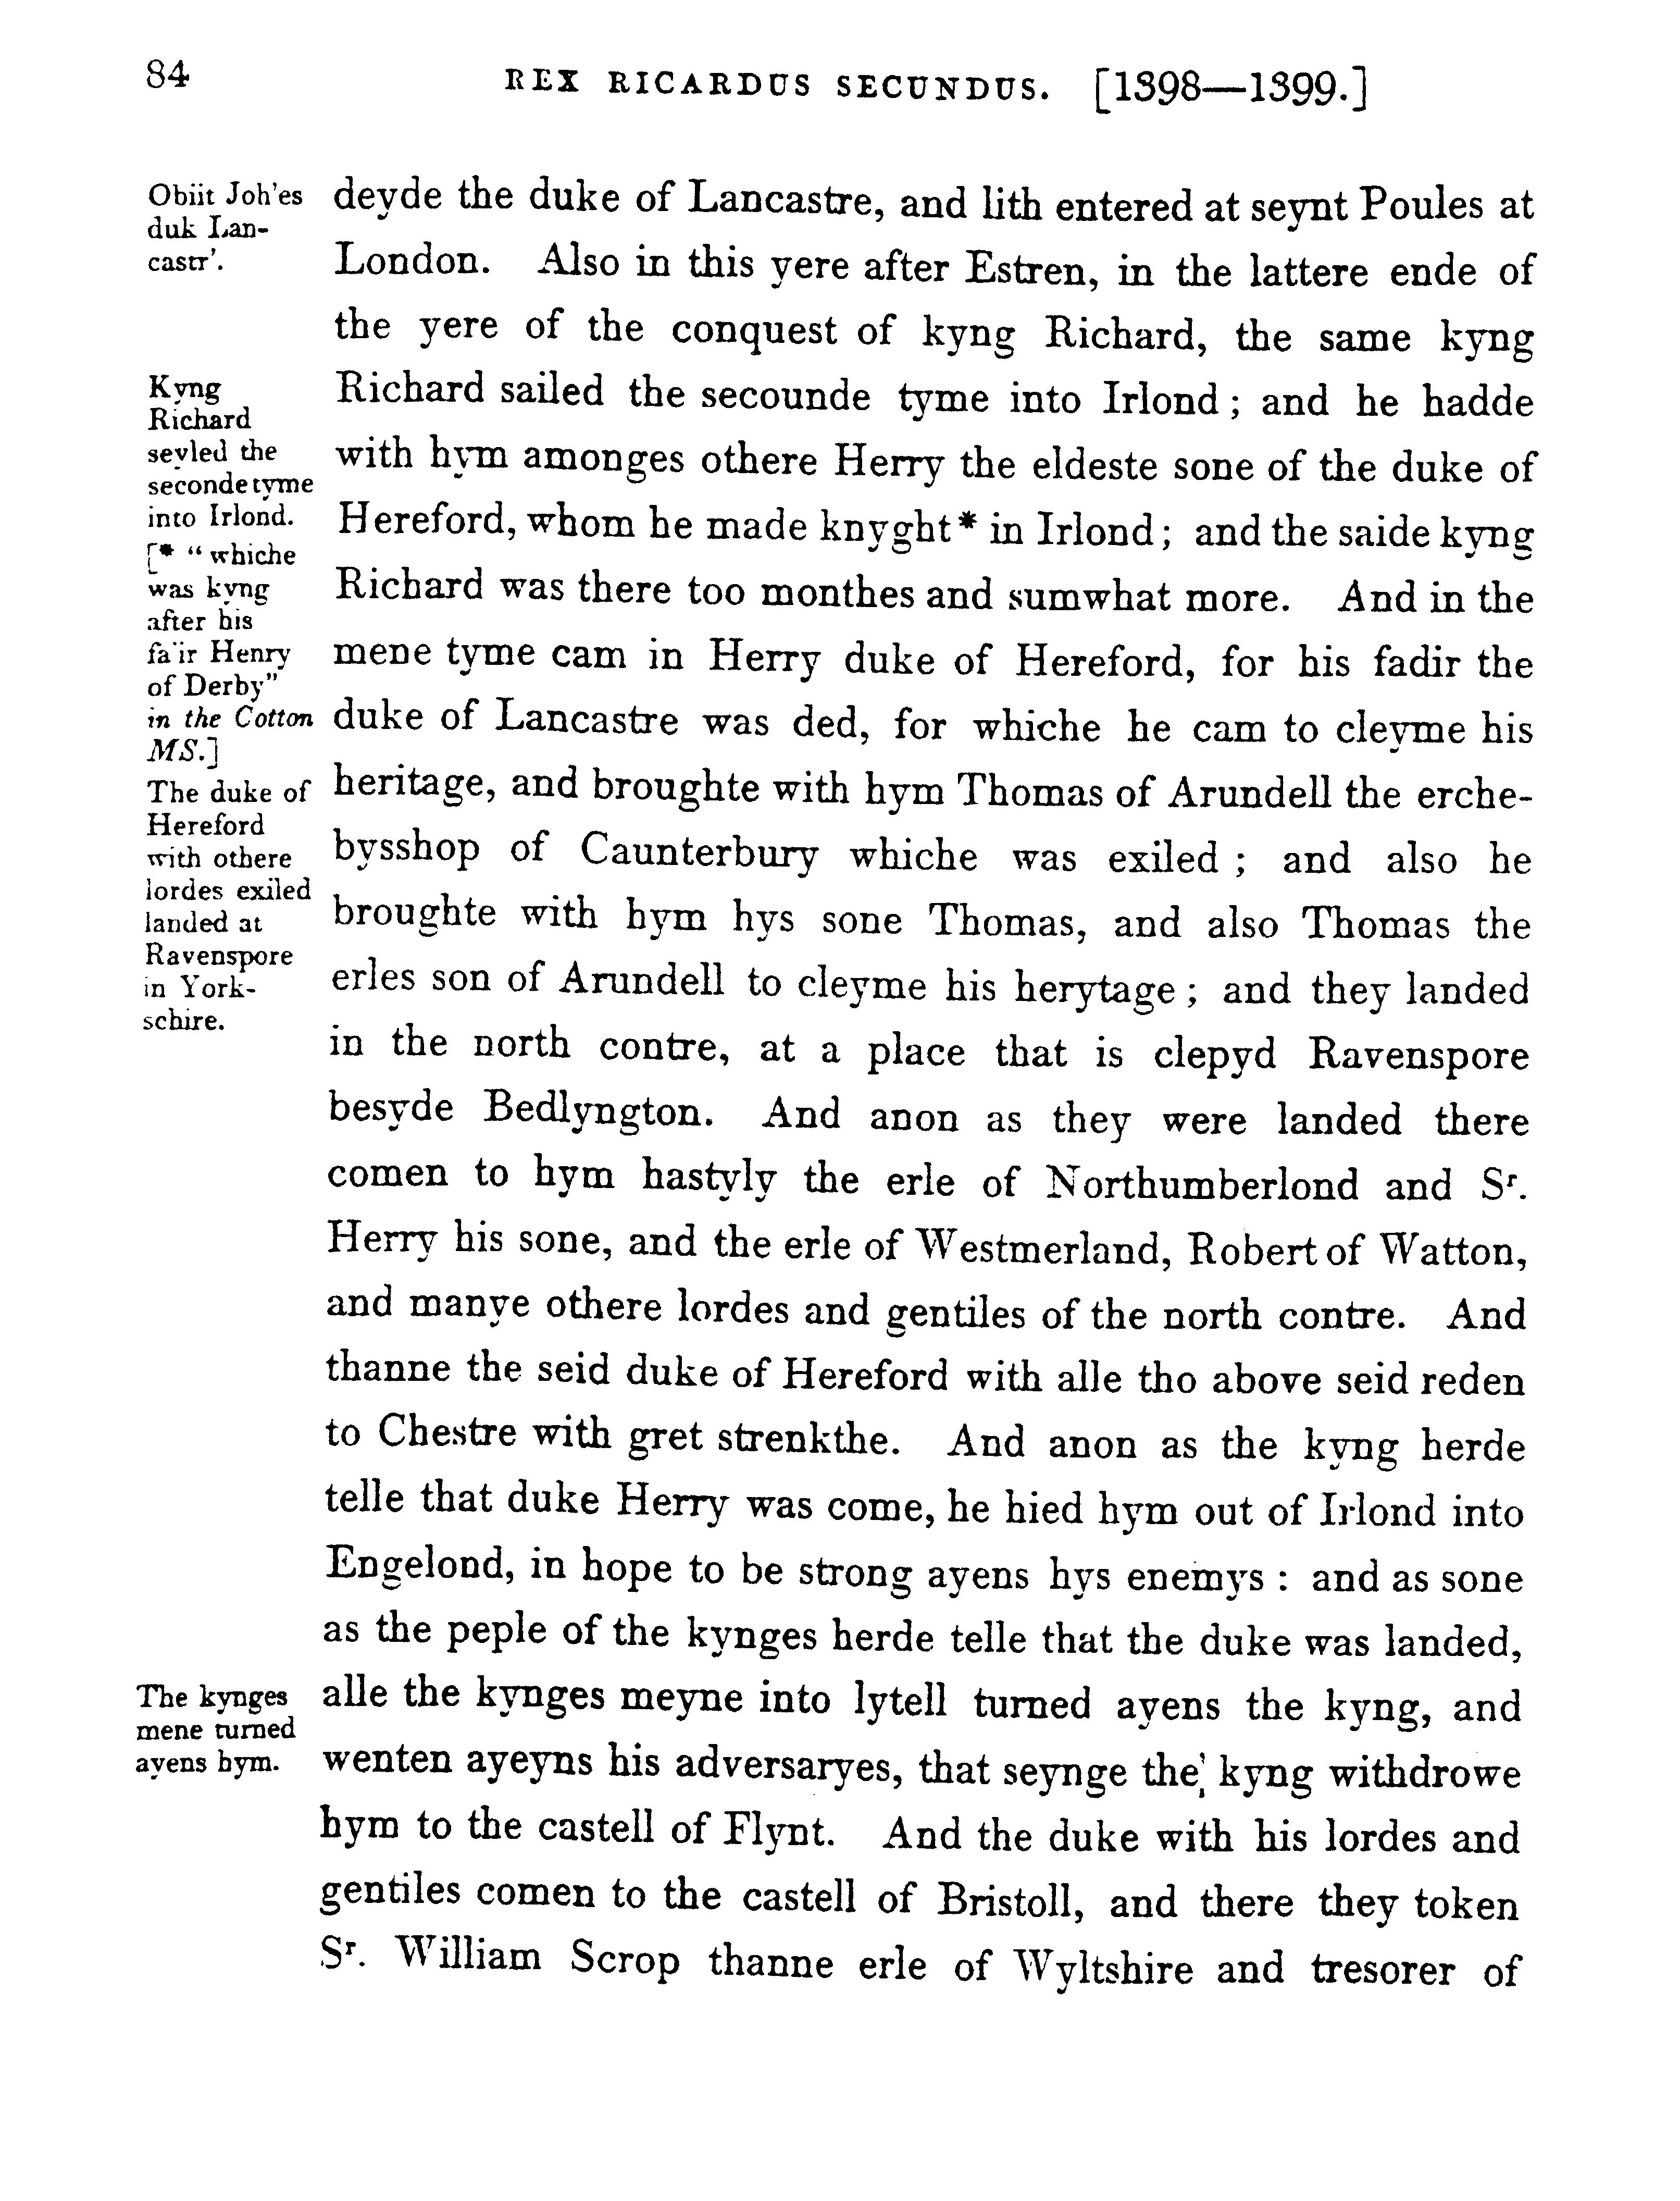 84
REX RICARDUS SECUNDUS. [1398—1399.]
Obiit Joh'es
duk Lan-
castr'.
Kyng
Richard
seyled the
seconde tyme
into Irlond.
[* "whiche
was kyng
after his
fa'ir Henry
of Derby"
in the Cotton
MS.]
The duke of
Hereford
with othere
lordes exiled
landed at
Ravenspore
in York-
schire.
The kynges
mene turned
ayens hym.
deyde the duke of Lancastre, and lith entered at seynt Poules at
London. Also in this yere after Estren, in the lattere ende of
the yere of the conquest of kyng Richard, the same kyng
Richard sailed the secounde tyme into Irlond; and he hadde
with hym amonges othere Herry the eldeste sone of the duke of
Hereford, whom he made knyght* in Irlond; and the saide kyng
Richard was there too monthes and sumwhat more. And in the
mene tyme cam in Herry duke of Hereford, for his fadir the
duke of Lancastre was ded, for whiche he cam to cleyme his
heritage, and broughte with hym Thomas of Arundell the erche-
bysshop of Caunterbury whiche was exiled; and also he
broughte with hym hys sone Thomas, and also Thomas the
erles son of Arundell to cleyme his herytage; and they landed
in the north contre, at a place that is clepyd Ravenspore
besyde Bedlyngton. And anon as they were landed there
comen to hym hastyly the erle of Northumberlond and Sʳ.
Herry his sone, and the erle of Westmerland, Robert of Watton,
and manye othere lordes and gentiles of the north contre. And
thanne the seid duke of Hereford with alle tho above seid reden
to Chestre with gret strenkthe. And anon as the kyng herde
telle that duke Herry was come, he hied hym out of Irlond into
Engelond, in hope to be strong ayens hys enemys: and as sone
as the peple of the kynges herde telle that the duke was landed,
alle the kynges meyne into lytell turned ayens the kyng, and
wenten ayeyns his adversaryes, that seynge the kyng withdrowe
hym to the castell of Flynt. And the duke with his lordes and
gentiles comen to the castell of Bristoll, and there they token
Sʳ. William Scrop thanne erle of Wyltshire and tresorer of